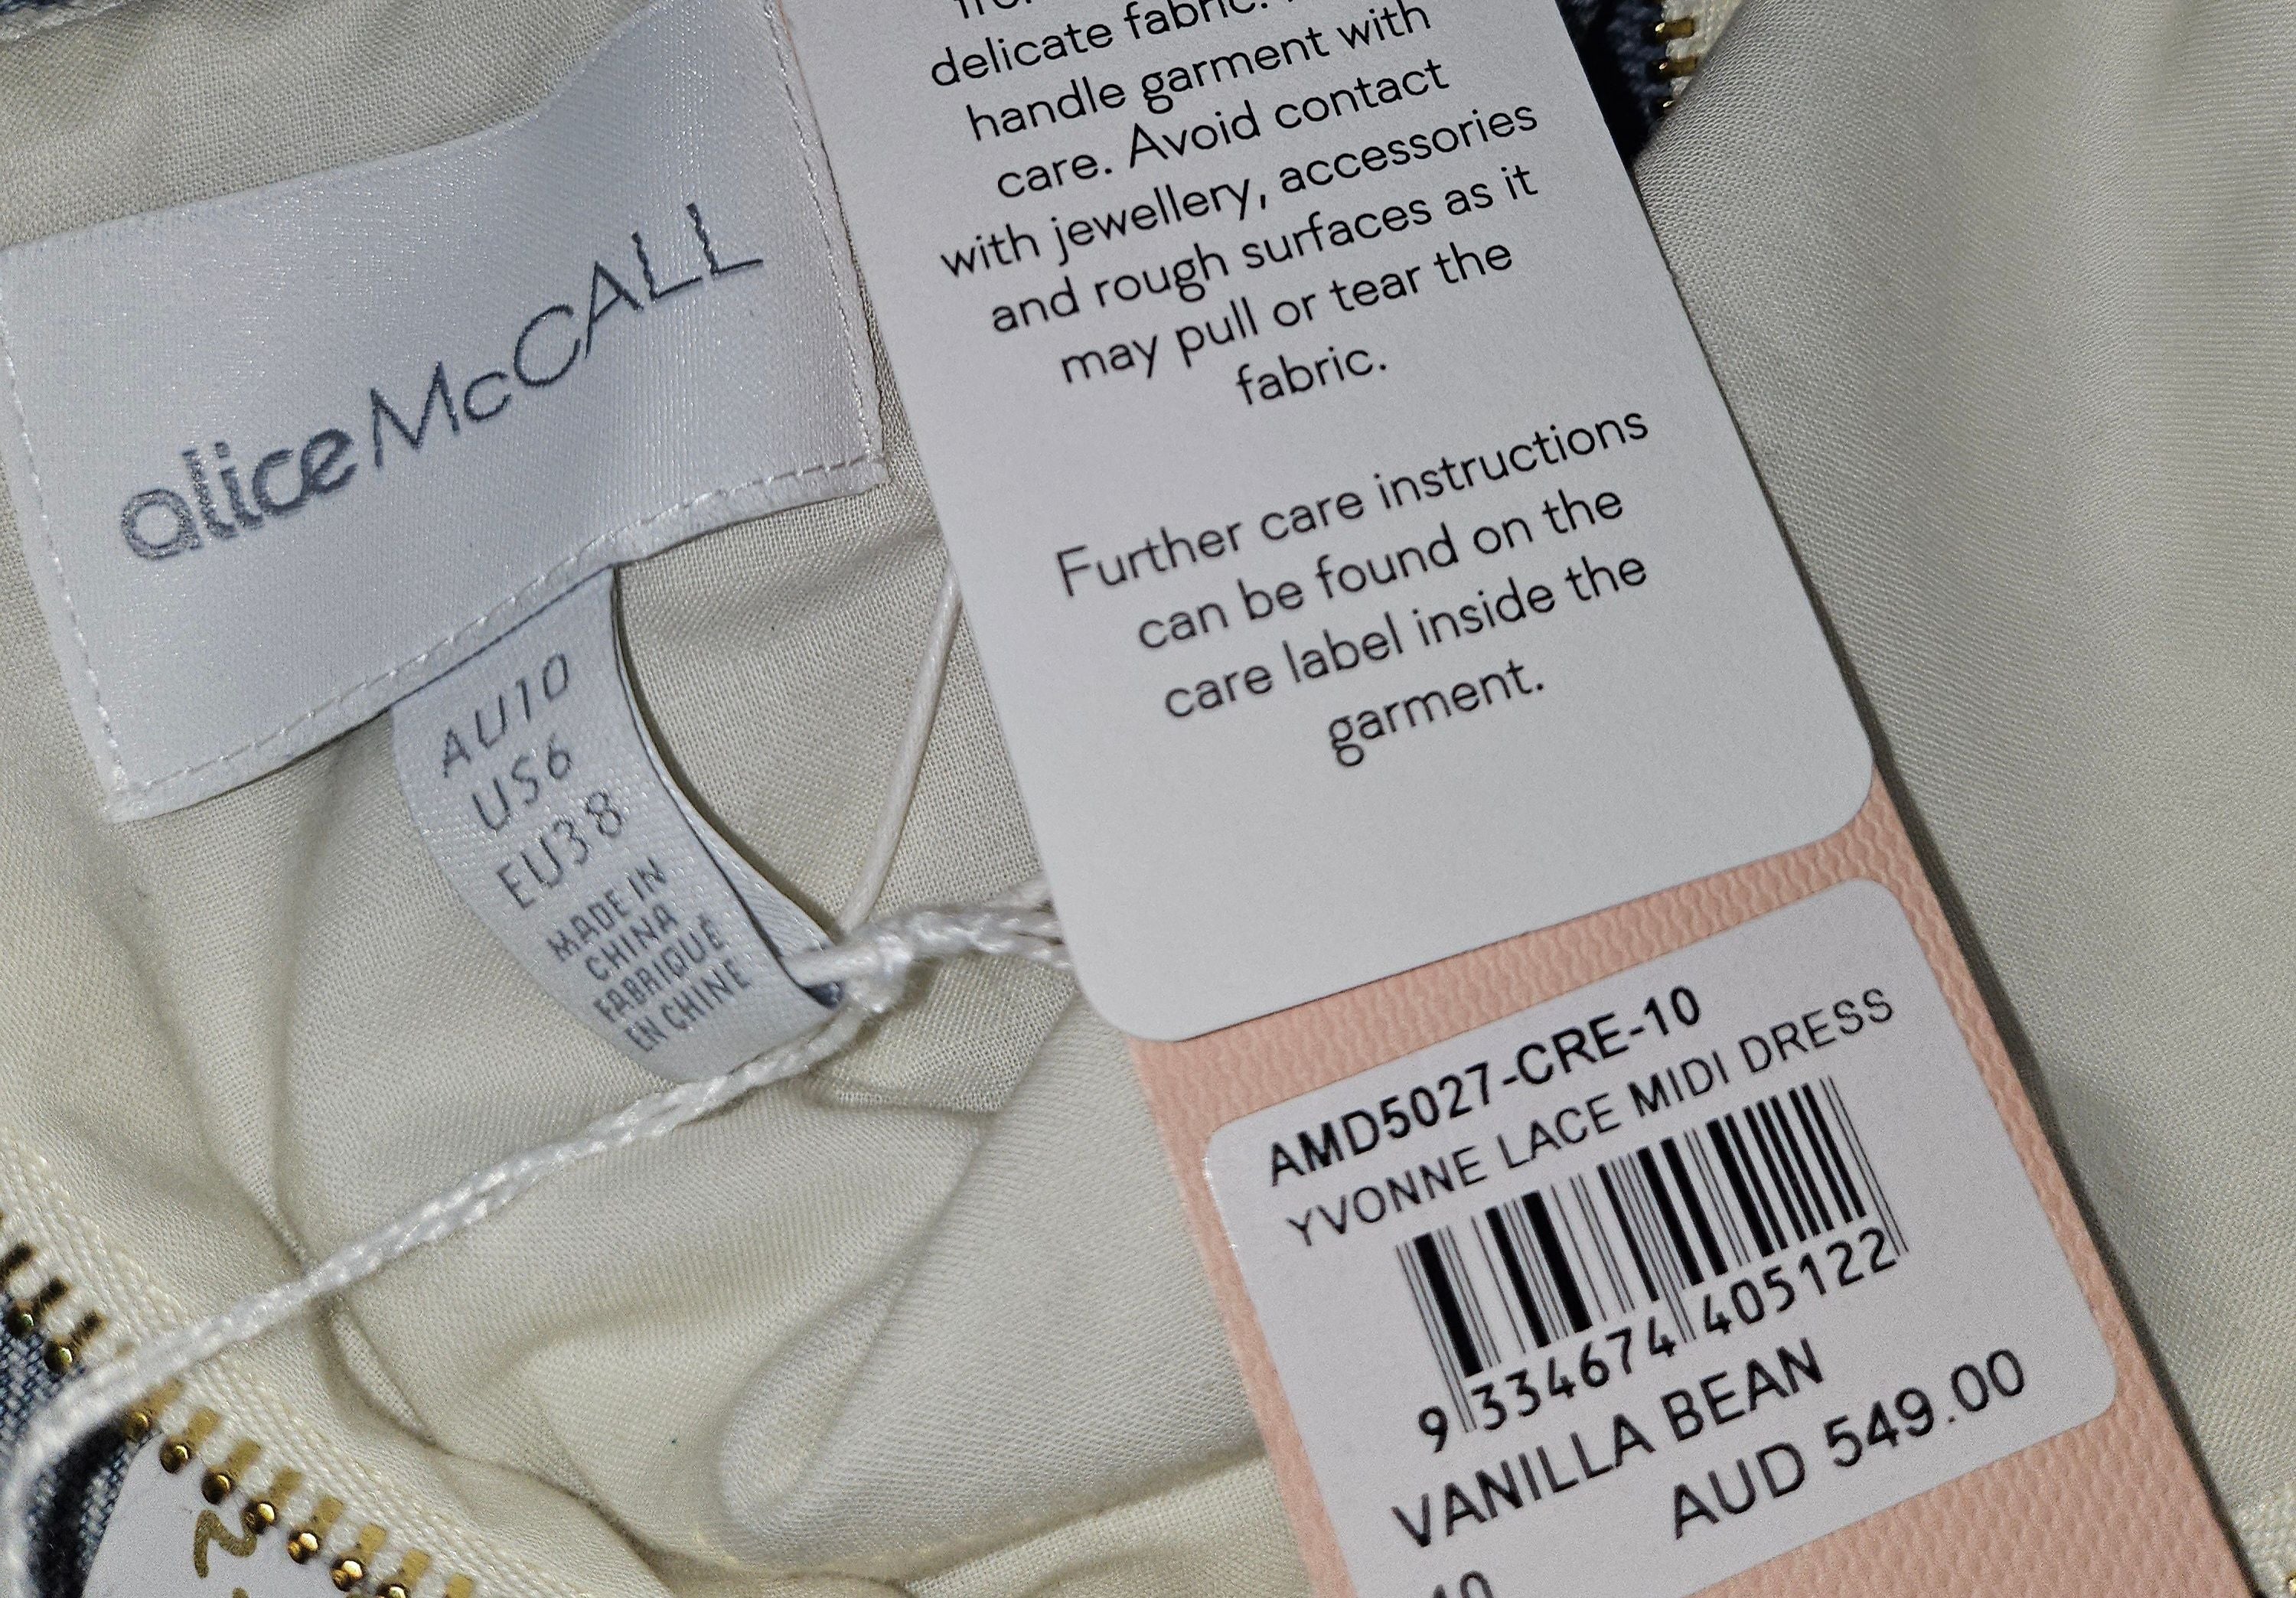 alice McCALL
AU10
US6
EU38
MADE IN
CHINA
FABRIQUÉ
EN CHINE
delicate fabric.
handle garment with
care. Avoid contact
with jewellery, accessories
and rough surfaces as it
may pull or tear the
fabric.
Further care instructions
can be found on the
care label inside the
garment.
AMD5027-CRE-10
YVONNE LACE MIDI DRESS
9 334674 405122
VANILLA BEAN
AUD 549.00
10